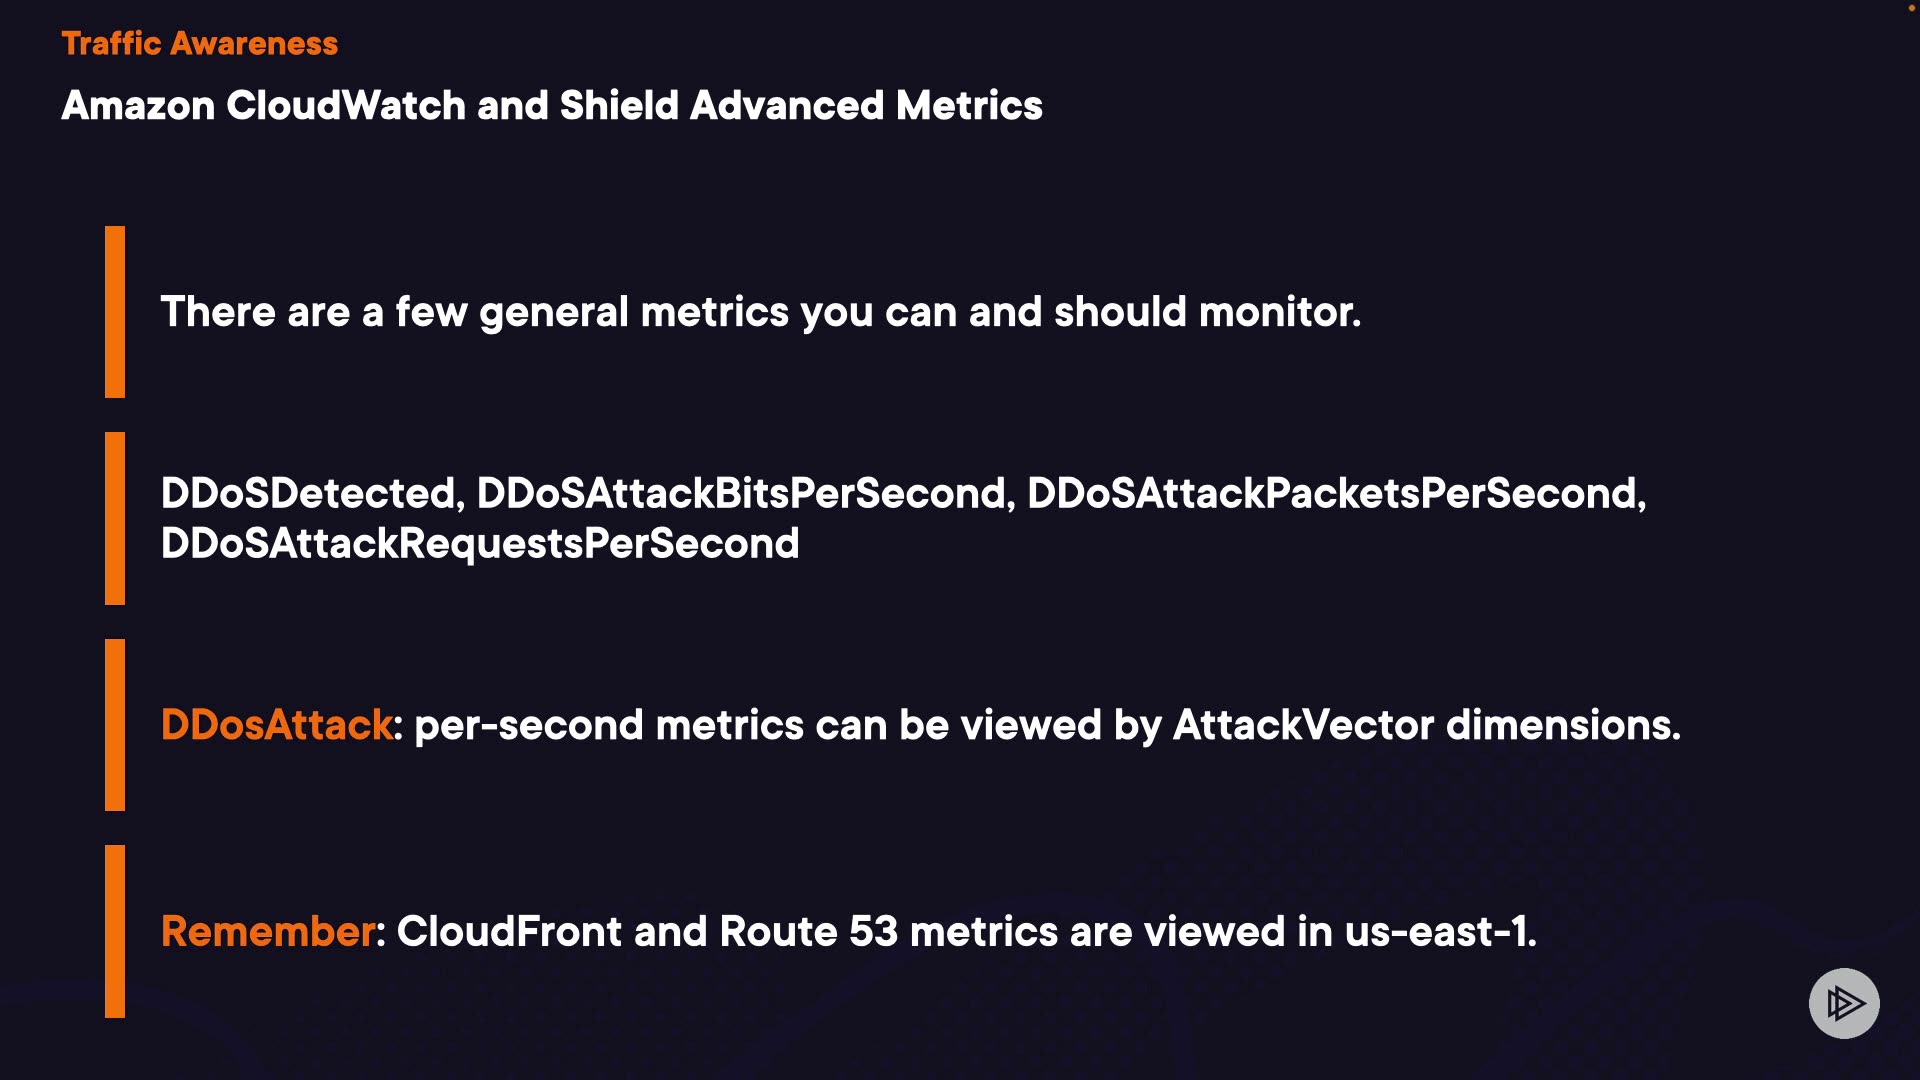 Traffic Awareness
Amazon CloudWatch and Shield Advanced Metrics
There are a few general metrics you can and should monitor.
DDoSDetected, DDoSAttackBitsPerSecond, DDoSAttackPacketsPerSecond,
DDoSAttackRequestsPerSecond
DDosAttack: per-second metrics can be viewed by AttackVector dimensions.
Remember: CloudFront and Route 53 metrics are viewed in us-east-1.